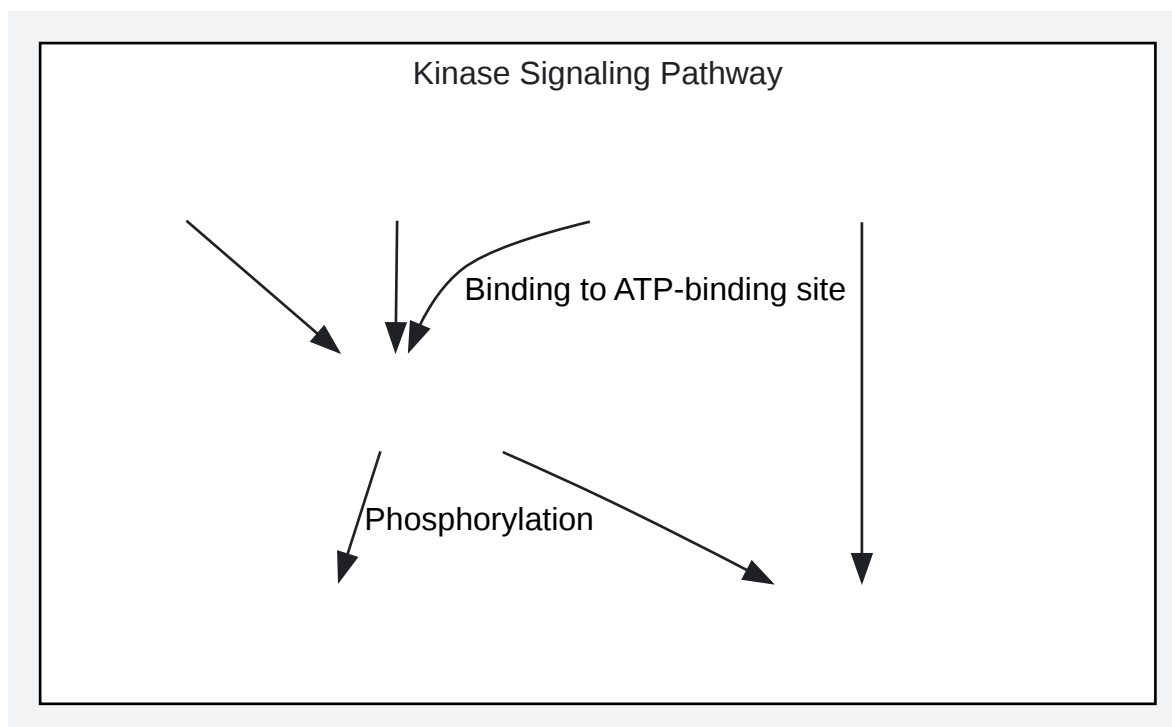 Kinase Signaling Pathway
Binding to ATP-binding site
Phosphorylation